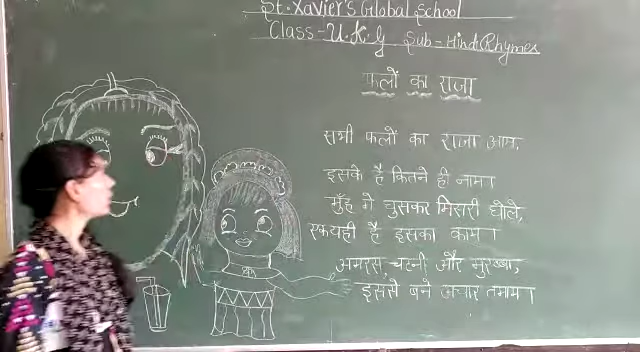 St. Xavier's Global School
Class-U.K.G Sub-Hindi Rhymes
फलों का राजा
सभी फलों का राजा आम,
इसके है कितने ही नाम।
मुँह में घुसकर मिसरी घोले,
यही है इसका काम।
अमरस, चटनी और मुरब्बा,
इससे बने अचार तमाम।